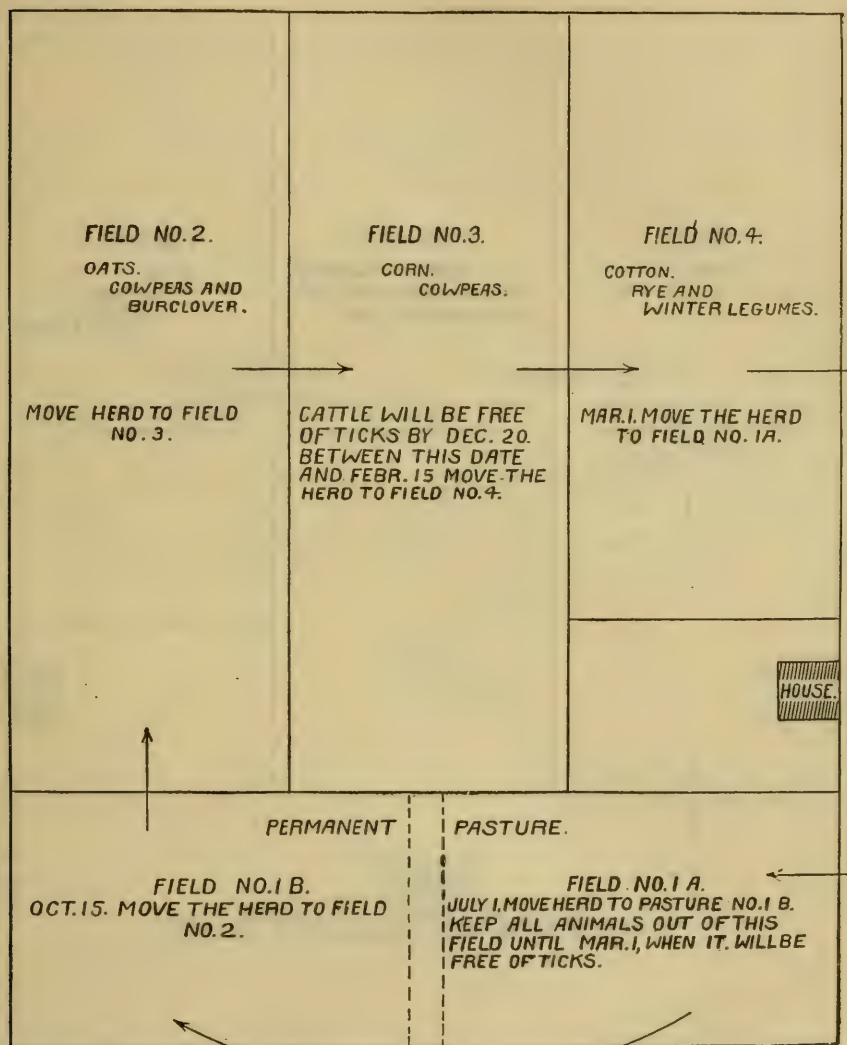 FIELD NO. 2.
OATS.
COWPEAS AND
BURCLOVER.
MOVE HERD TO FIELD
NO. 3.
FIELD NO. 3.
CORN.
COWPEAS.
CATTLE WILL BE FREE
OF TICKS BY DEC. 20.
BETWEEN THIS DATE
AND FEBR. 15 MOVE THE
HERD TO FIELD NO. 4.
FIELD NO. 4.
COTTON.
RYE AND
WINTER LEGUMES.
MAR. 1. MOVE THE HERD
TO FIELD NO. 1A.
HOUSE.
PERMANENT PASTURE.
FIELD NO. 1 B.
OCT. 15. MOVE THE HERD TO FIELD
NO. 2.
FIELD NO. 1 A.
JULY 1, MOVE HERD TO PASTURE NO. 1 B.
KEEP ALL ANIMALS OUT OF THIS
FIELD UNTIL MAR. 1, WHEN IT WILL BE
FREE OF TICKS.